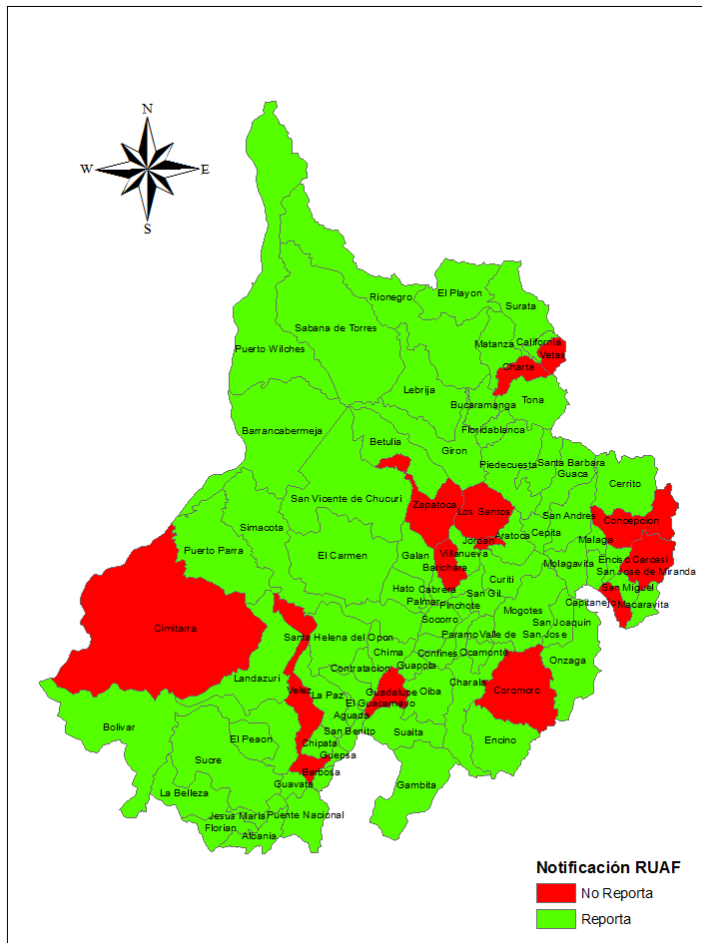 N
W E
S
El Playon
Rionegro
Surata
Sabana de Torres
Matanza California
Puerto Wilches
Vetas
Charta
Lebrija
Tona
Bucaramanga
Barrancabermeja
Floridablanca
Betulia
Giron
Piedecuesta
Santa Barbara
Guaca
Cerrito
San Vicente de Chucuri
Zapatoca
Los Santos
San Andres
Concepcion
Simacota
Jordan
Aratoca
Cepita
Malaga
Puerto Parra
El Carmen
Galan
Villanueva
Barichara
Molagavita
Enciso Carcasi
San Jose de Miranda
Curiti
Hato Cabrera
San Gil
San Miguel
Palmar
Pinchote
Capitanejo
Macaravita
Mogotes
Socorro
San Joaquin
Cimitarra
Santa Helena del Opon
Paramo
Valle de San Jose
Chima
Confines
Ocamonte
Onzaga
Contratacion
Guapota
Landazuri
Charala
Velez
La Paz
Guadalupe
Oiba
Coromoro
El Guacamayo
Aguada
Bolivar
San Benito
Suaita
El Peaon
Chipata
Encino
Guepsa
Sucre
Barbosa
Guavata
Gambita
La Belleza
Jesus Maria
Puente Nacional
Florian
Albania
Notificación RUAF
No Reporta
Reporta